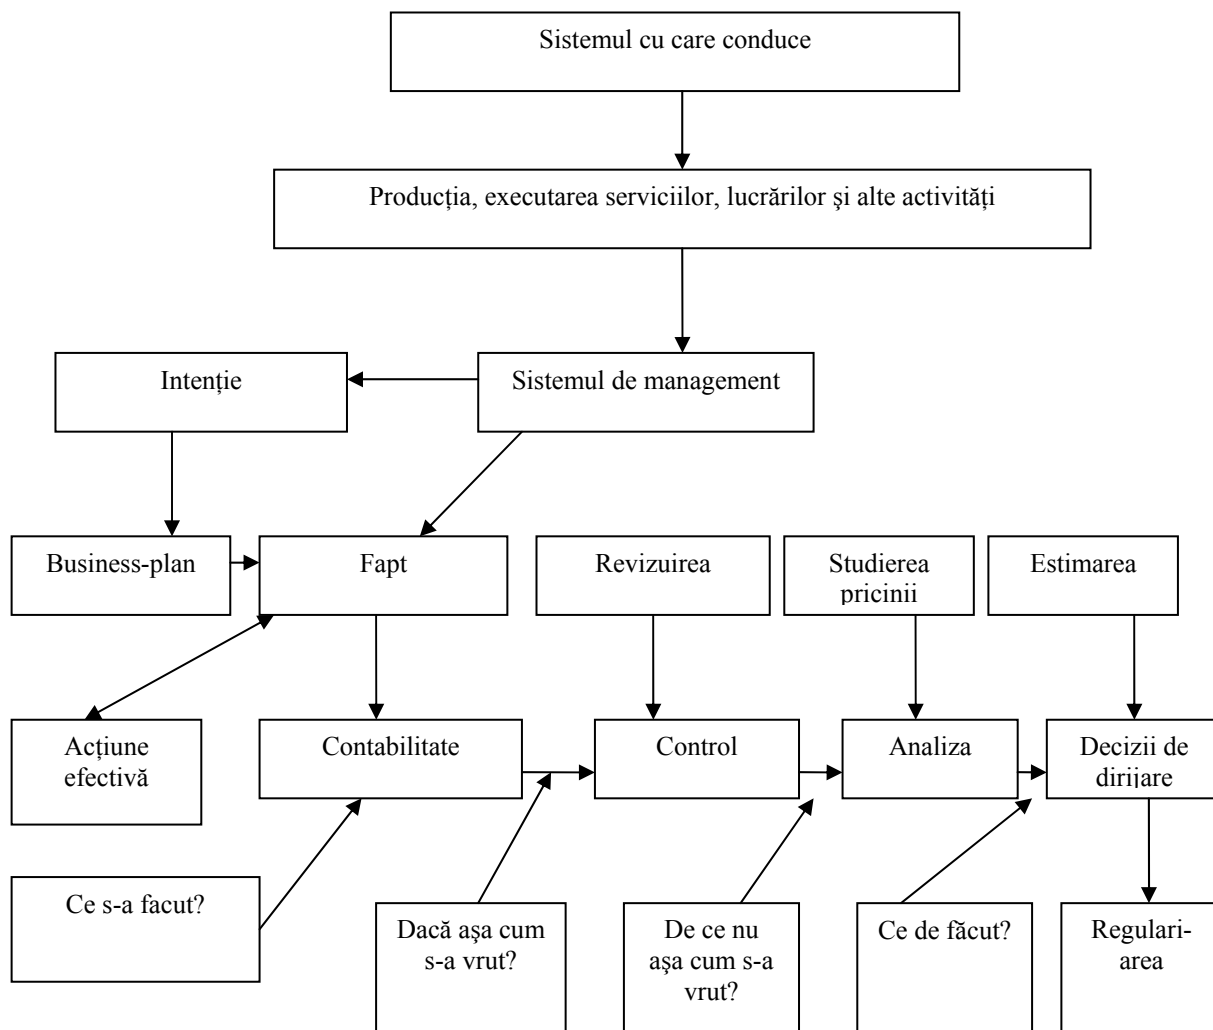 Sistemul cu care conduce
Producția, executarea serviciilor, lucrărilor şi alte activități
Intenție
Sistemul de management
Business-plan
Fapt
Revizuirea
Studierea
pricinii
Estimarea
Acțiune
efectivă
Contabilitate
Control
Analiza
Decizii de
dirijare
Ce s-a facut?
Dacă aşa cum
s-a vrut?
De ce nu
aşa cum s-a
vrut?
Ce de făcut?
Regulari-
area